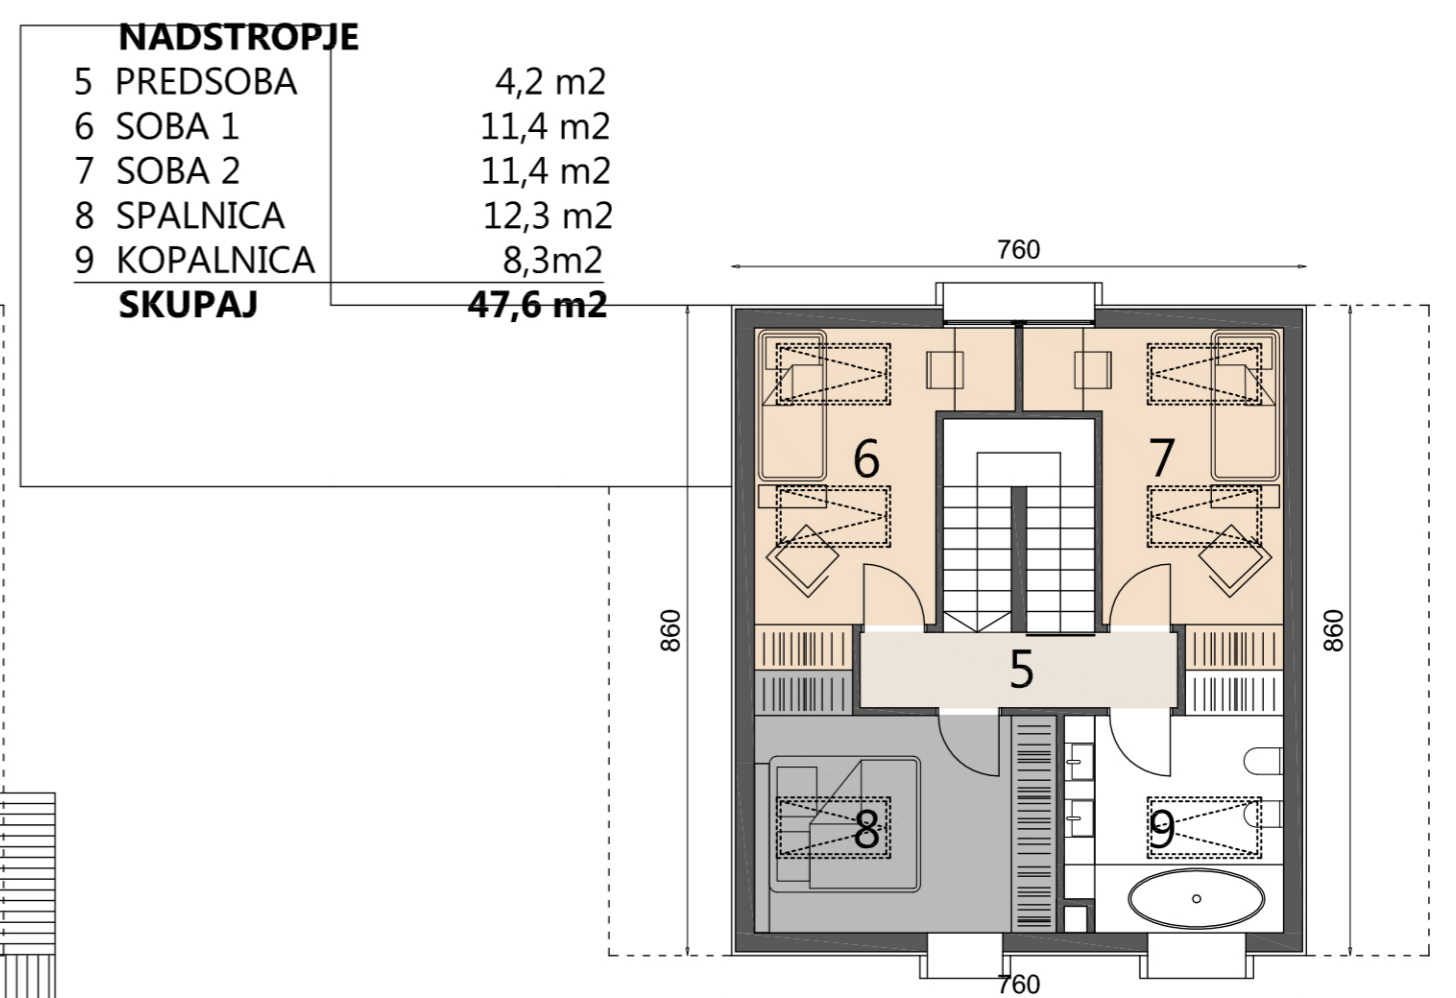 NADSTROPJE
5 PREDSOBA 4,2 m2
6 SOBA 1 11,4 m2
7 SOBA 2 11,4 m2
8 SPALNICA 12,3 m2
9 KOPALNICA 8,3m2
SKUPAJ 47,6 m2
760
6
7
860
860
5
8
9
760